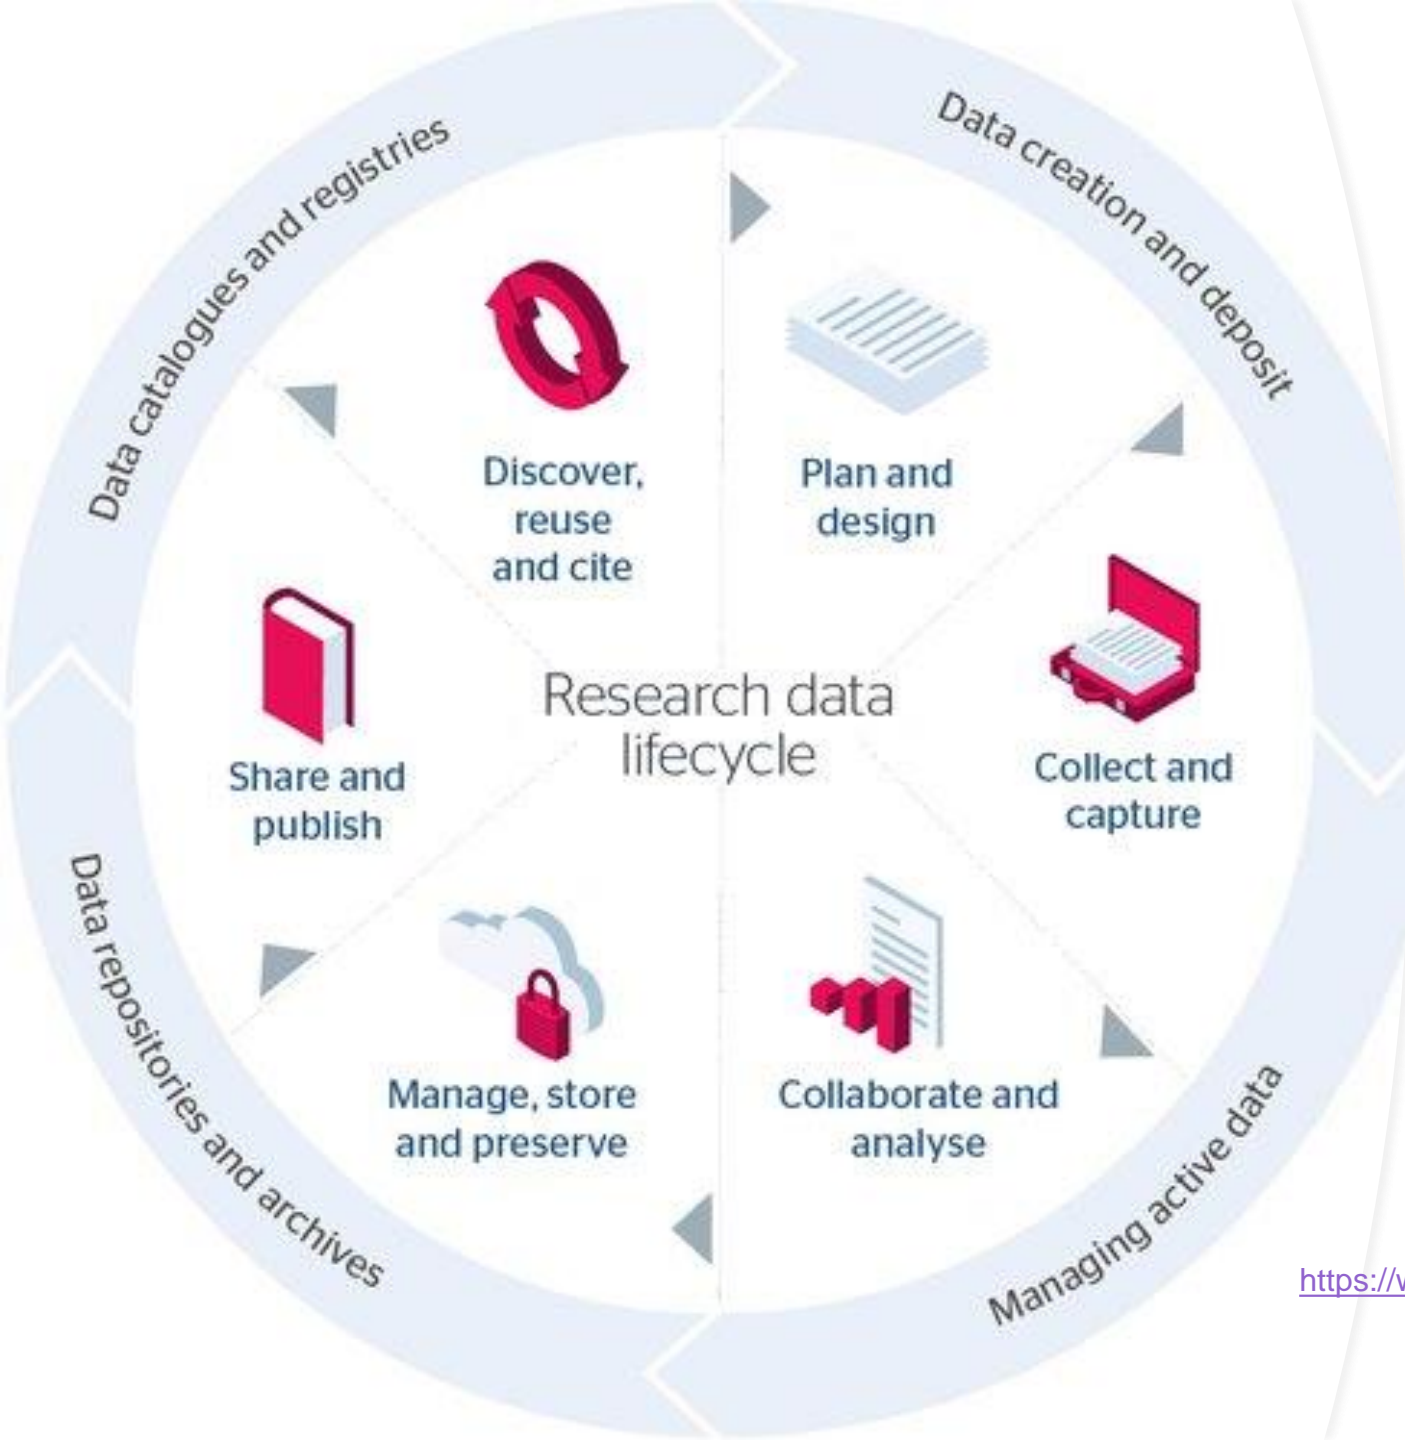 Data catalogues and registries
Data creation and deposit
Discover,
reuse
and cite
Plan and
design
Research data
lifecycle
Share and
publish
Collect and
capture
Manage, store
and preserve
Collaborate and
analyse
Data repositories and archives
Managing active data
https://